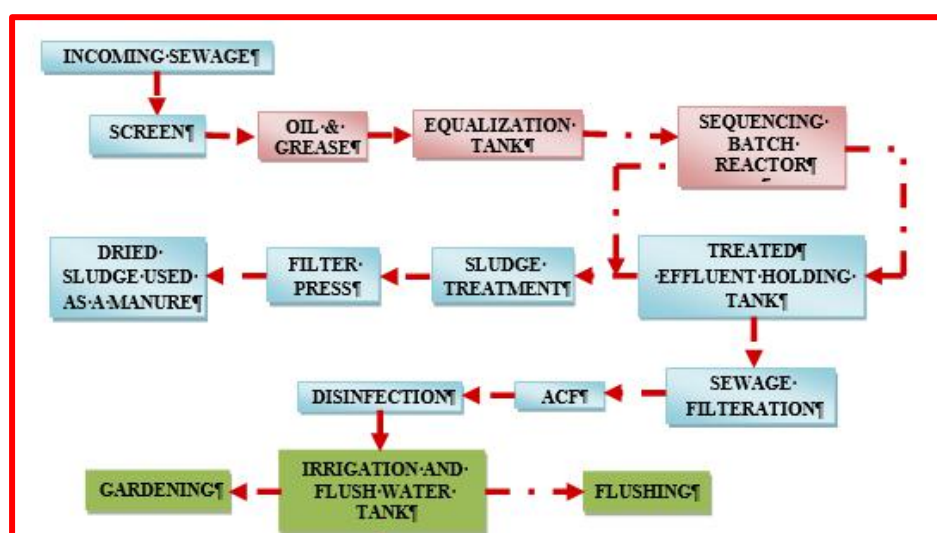 INCOMING·SEWAGE¶
SCREEN¶
OIL·&·
GREASE¶
EQUALIZATION·
TANK¶
SEQUENCING·
BATCH·
REACTOR¶
¶
DRIED·
SLUDGE·USED·
AS·A·MANURE¶
FILTER·
PRESS¶
SLUDGE·
TREATMENT¶
TREATED¶
·EFFLUENT·HOLDING·
TANK¶
DISINFECTION¶
ACF¶
SEWAGE·
FILTERATION¶
GARDENING¶
IRRIGATION·AND·
FLUSH·WATER·
TANK¶
FLUSHING¶